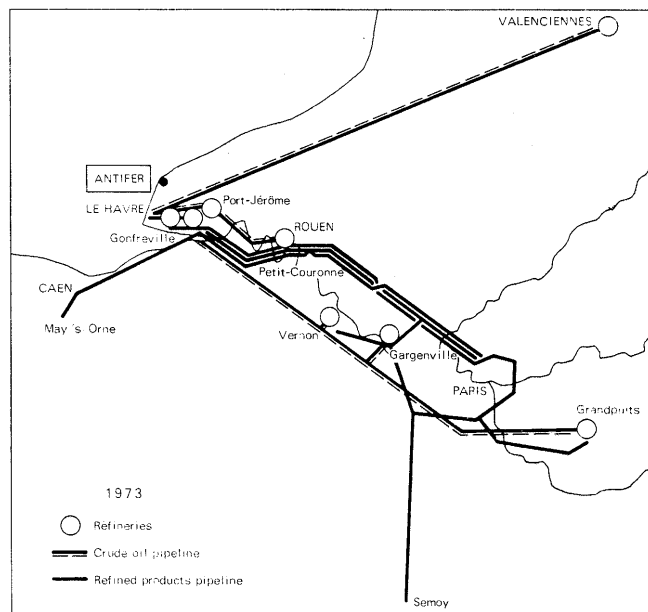 VALENCIENNES
ANTIFER
LE HAVRE
Port-Jérôme
Gonfreville
ROUEN
Petit-Couronne
CAEN
May 's Orne
Vernon
Gargenville
PARIS
Grandpuits
1973
Refineries
Crude oil pipeline
Refined products pipeline
Semoy